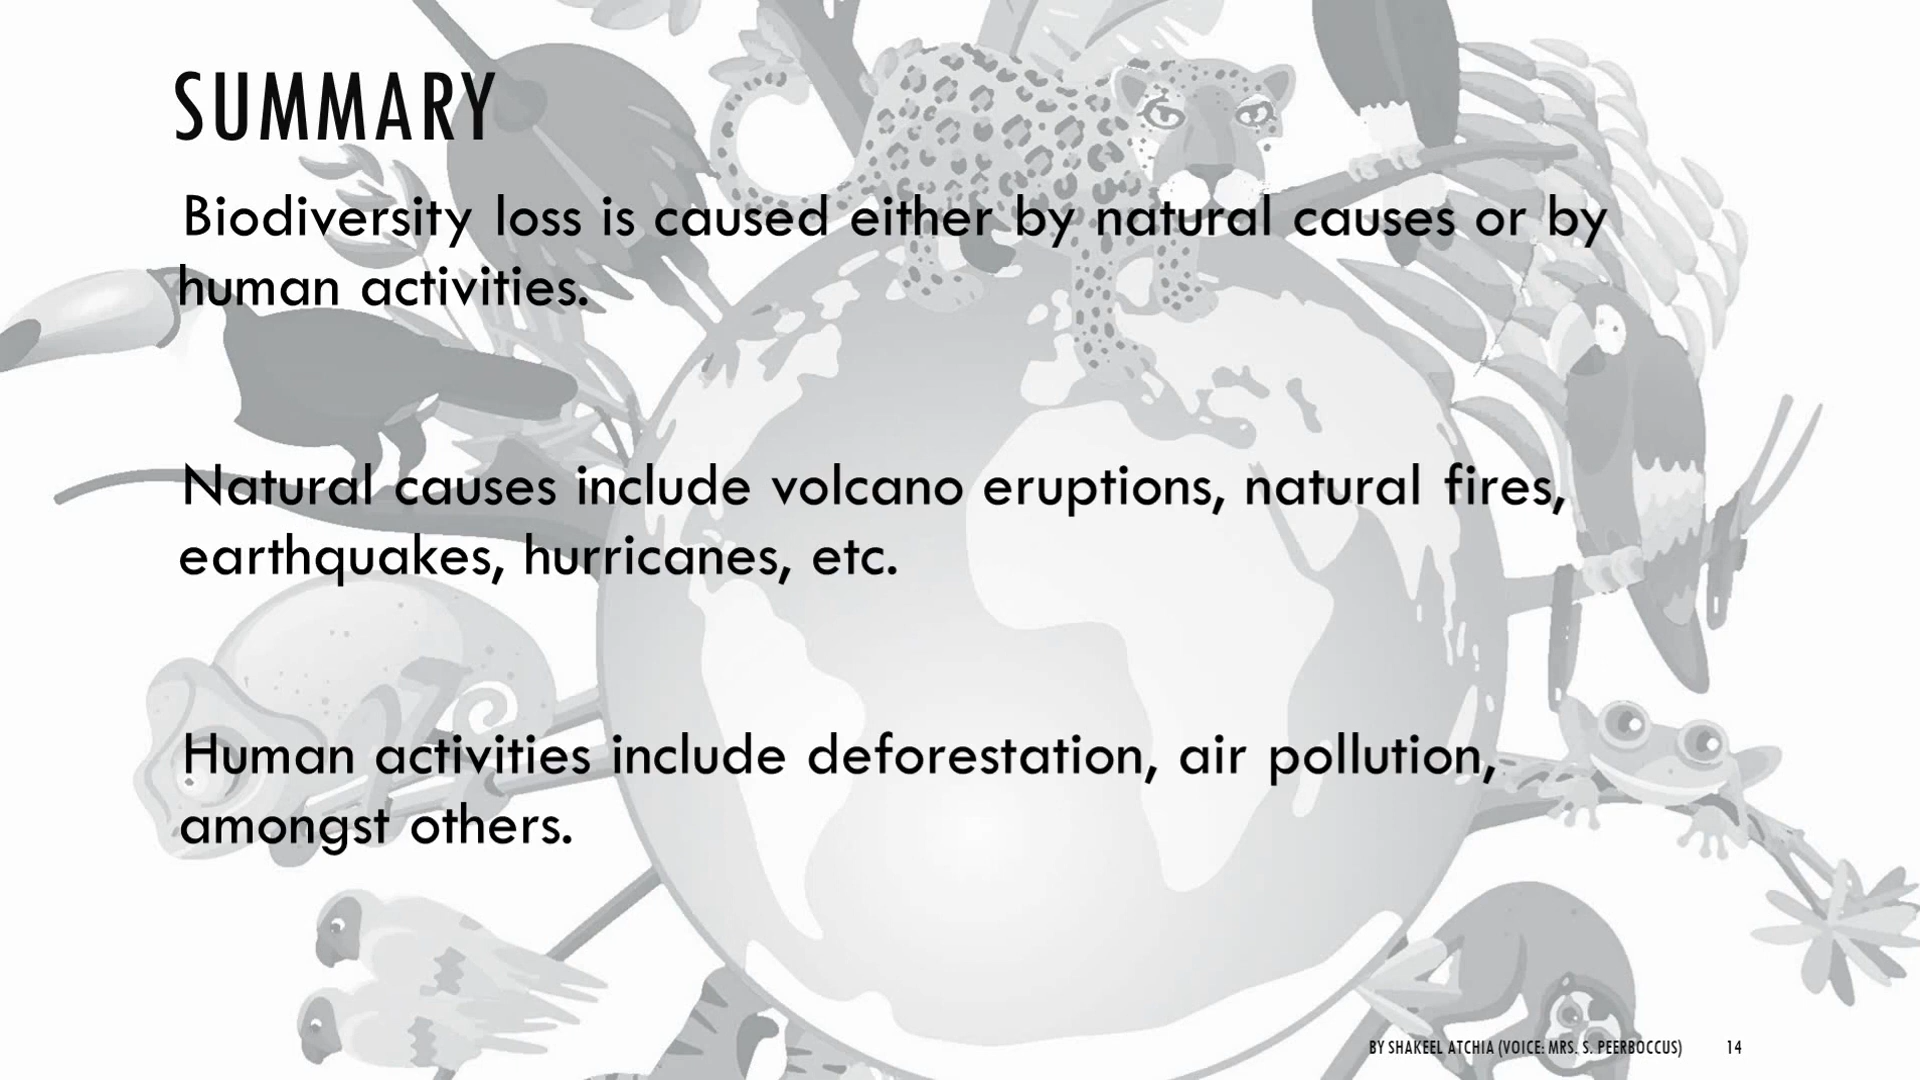 SUMMARY
Biodiversity loss is caused either by natural causes or by
human activities.
Natural causes include volcano eruptions, natural fires,
earthquakes, hurricanes, etc.
Human activities include deforestation, air pollution,
amongst others.
BY SHAKEEL ATCHIA (VOICE: MRS. S. PEERBOCCUS) 14